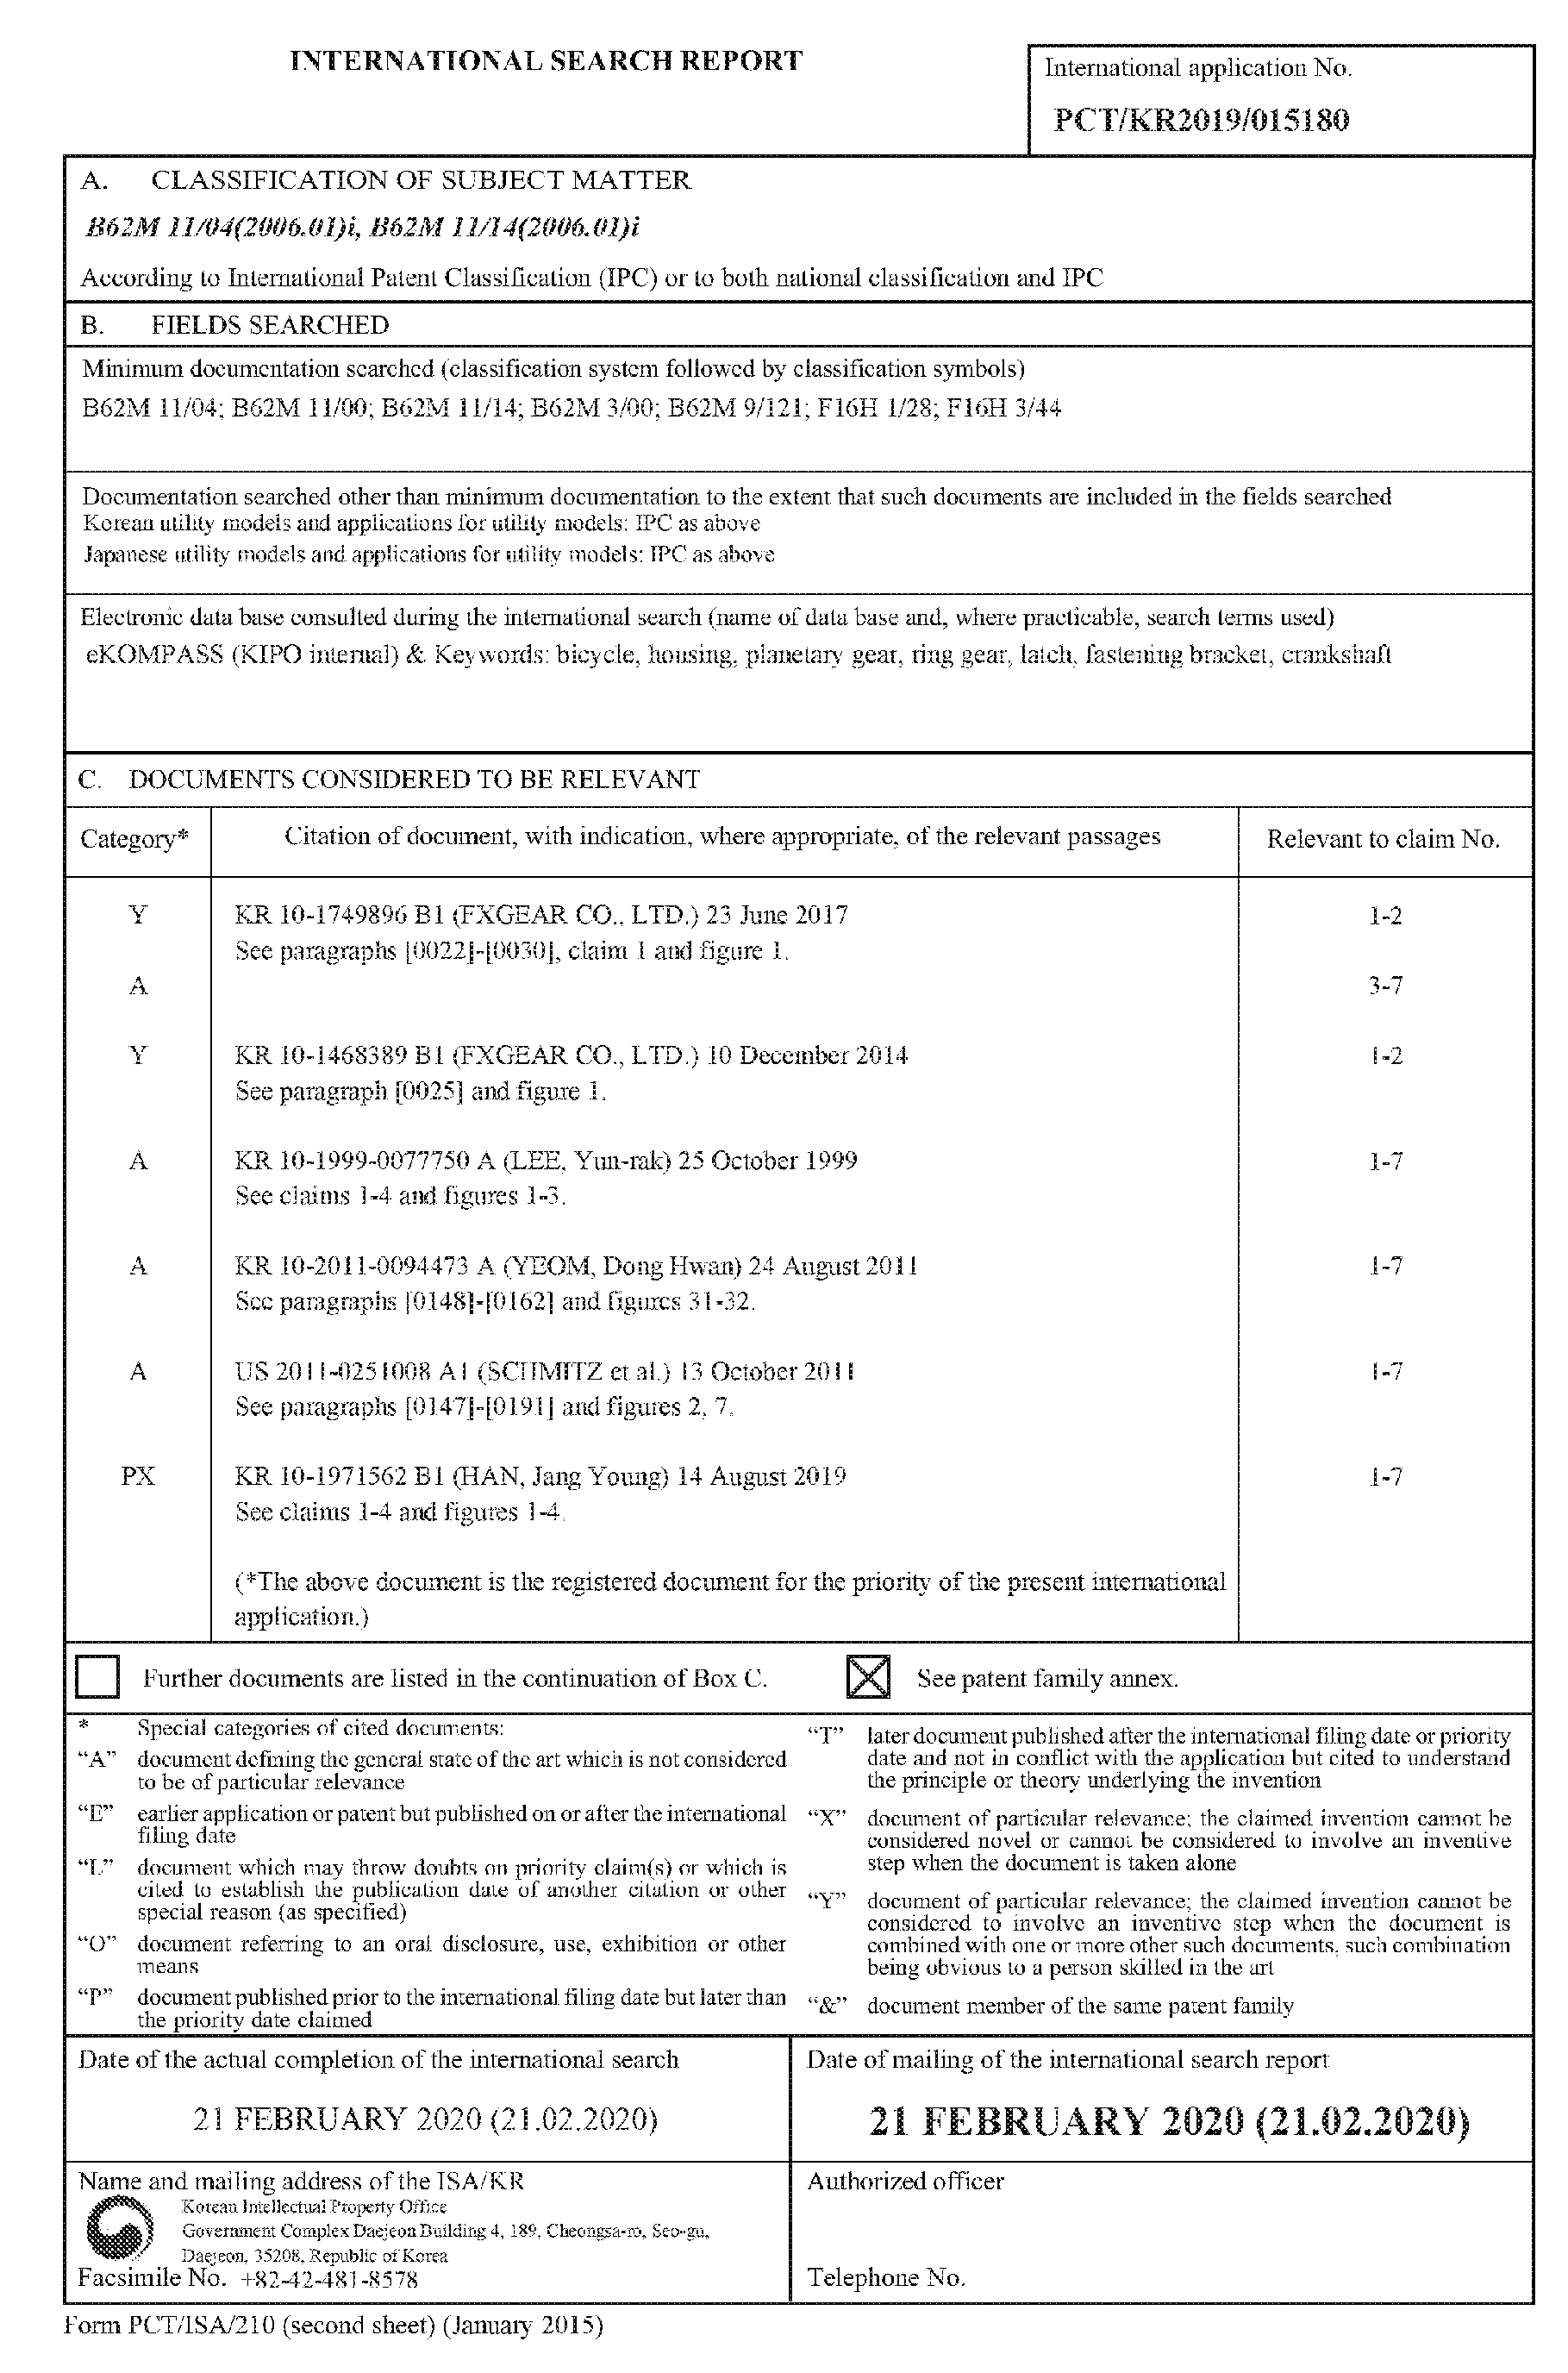 INTERNATIONAL SEARCH REPORT
International application No.
PCT/KR2019/015180
A. CLASSIFICATION OF SUBJECT MATTER
B62M 11/04(2006.01)i, B62M 11/14(2006.01)i
According to International Patent Classification (IPC) or to both national classification and IPC
B. FIELDS SEARCHED
Minimum documentation searched (classification system followed by classification symbols)
B62M 11/04; B62M 11/00; B62M 11/14; B62M 3/00; B62M 9/121; F16H 1/28; F16H 3/44
Documentation searched other than minimum documentation to the extent that such documents are included in the fields searched
Korean utility models and applications for utility models: IPC as above
Japanese utility models and applications for utility models: IPC as above
Electronic data base consulted during the international search (name of data base and, where practicable, search terms used)
eKOMPASS (KIPO internal) & Keywords: bicycle, housing, planetary gear, ring gear, latch, fastening bracket, crankshaft
C. DOCUMENTS CONSIDERED TO BE RELEVANT
Category* Citation of document, with indication, where appropriate, of the relevant passages Relevant to claim No.
Y KR 10-1749896 B1 (FXGEAR CO., LTD.) 23 June 2017 1-2
See paragraphs [0022]-[0030], claim 1 and figure 1.
A 3-7
Y KR 10-1468389 B1 (FXGEAR CO., LTD.) 10 December 2014 1-2
See paragraph [0025] and figure 1.
A KR 10-1999-0077750 A (LEE, Yun-rak) 25 October 1999 1-7
See claims 1-4 and figures 1-3.
A KR 10-2011-0094473 A (YEOM, Dong Hwan) 24 August 2011 1-7
See paragraphs [0148]-[0162] and figures 31-32.
A US 2011-0251008 A1 (SCHMITZ et al.) 13 October 2011 1-7
See paragraphs [0147]-[0191] and figures 2, 7.
PX KR 10-1971562 B1 (HAN, Jang Young) 14 August 2019 1-7
See claims 1-4 and figures 1-4.
(*The above document is the registered document for the priority of the present international
application.)
Further documents are listed in the continuation of Box C. See patent family annex.
* Special categories of cited documents:
"A" document defining the general state of the art which is not considered
to be of particular relevance
"E" earlier application or patent but published on or after the international
filing date
"L" document which may throw doubts on priority claim(s) or which is
cited to establish the publication date of another citation or other
special reason (as specified)
"O" document referring to an oral disclosure, use, exhibition or other
means
"P" document published prior to the international filing date but later than
the priority date claimed
"T" later document published after the international filing date or priority
date and not in conflict with the application but cited to understand
the principle or theory underlying the invention
"X" document of particular relevance; the claimed invention cannot be
considered novel or cannot be considered to involve an inventive
step when the document is taken alone
"Y" document of particular relevance; the claimed invention cannot be
considered to involve an inventive step when the document is
combined with one or more other such documents, such combination
being obvious to a person skilled in the art
"&" document member of the same patent family
Date of the actual completion of the international search
21 FEBRUARY 2020 (21.02.2020)
Date of mailing of the international search report
21 FEBRUARY 2020 (21.02.2020)
Name and mailing address of the ISA/KR
Korean Intellectual Property Office
Government Complex Daejeon Building 4, 189, Cheongsa-ro, Seo-gu,
Daejeon, 35208, Republic of Korea
Facsimile No. +82-42-481-8578
Authorized officer
Telephone No.
Form PCT/ISA/210 (second sheet) (January 2015)